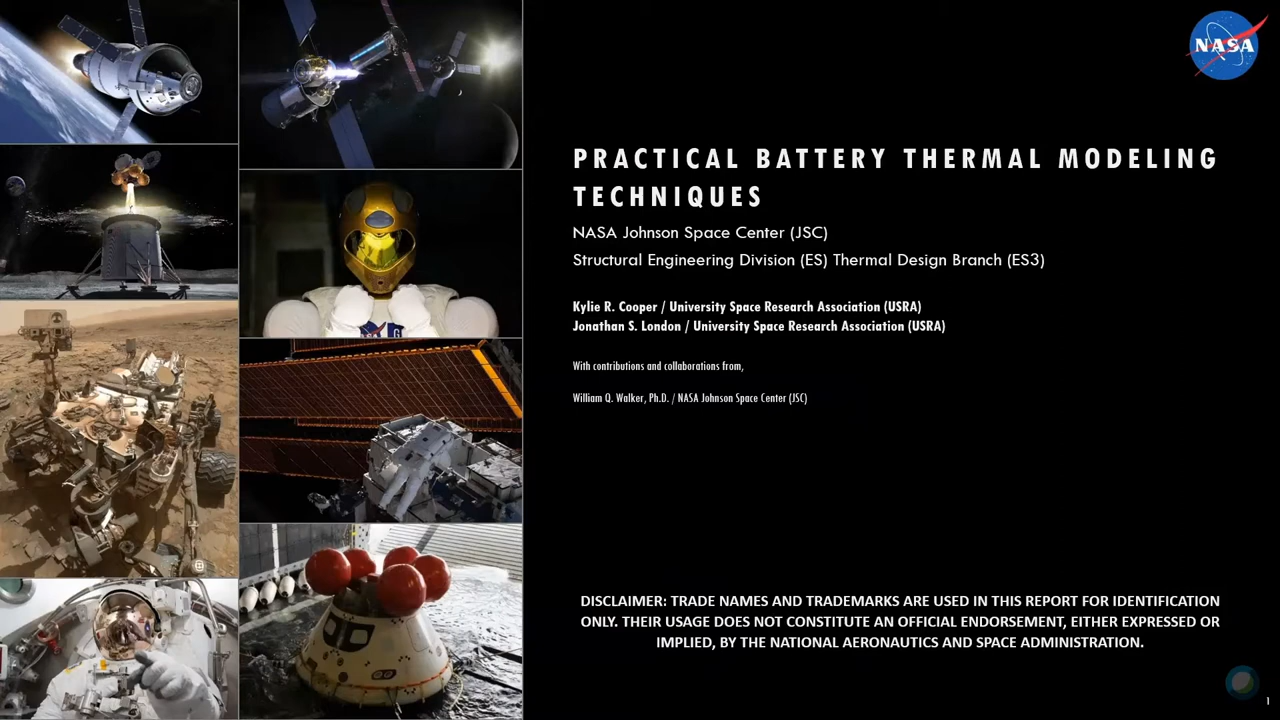 NASA
PRACTICAL BATTERY THERMAL MODELING
TECHNIQUES
NASA Johnson Space Center (JSC)
Structural Engineering Division (ES) Thermal Design Branch (ES3)
Kylie R. Cooper / University Space Research Association (USRA)
Jonathan S. London / University Space Research Association (USRA)
With contributions and collaborations from,
William Q. Walker, Ph.D. / NASA Johnson Space Center (JSC)
DISCLAIMER: TRADE NAMES AND TRADEMARKS ARE USED IN THIS REPORT FOR IDENTIFICATION
ONLY. THEIR USAGE DOES NOT CONSTITUTE AN OFFICIAL ENDORSEMENT, EITHER EXPRESSED OR
IMPLIED, BY THE NATIONAL AERONAUTICS AND SPACE ADMINISTRATION.
1